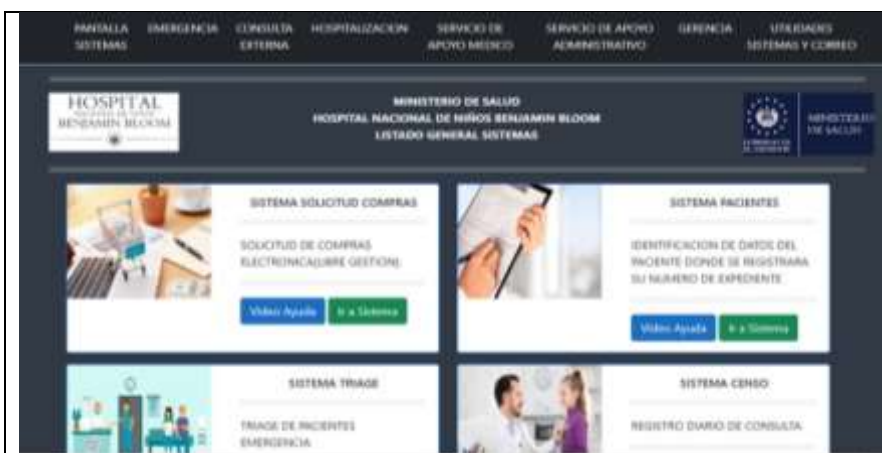 PANTALLA SISTEMAS
EMERGENCIA
CONSULTA EXTERNA
HOSPITALIZACION
SERVICIO DE APOYO MEDICO
SERVICIO DE APOYO ADMINISTRATIVO
GERENCIA
UTILIDADES SISTEMAS Y CORREO
HOSPITAL
BENJAMIN BLOOM
MINISTERIO DE SALUD
HOSPITAL NACIONAL DE NIÑOS BENJAMIN BLOOM
LISTADO GENERAL SISTEMAS
MINISTERIO
DE SALUD
SISTEMA SOLICITUD COMPRAS
SOLICITUD DE COMPRAS
ELECTRONICA(LIBRE GESTION)
Video Ayuda
Ir a Sistema
SISTEMA PACIENTES
IDENTIFICACION DE DATOS DEL
PACIENTE DONDE SE REGISTRARA
SU NUMERO DE EXPEDIENTE
Video Ayuda
Ir a Sistema
SISTEMA TRIAGE
TRIAGE DE PACIENTES
EMERGENCIA
SISTEMA CENSO
REGISTRO DIARIO DE CONSULTA